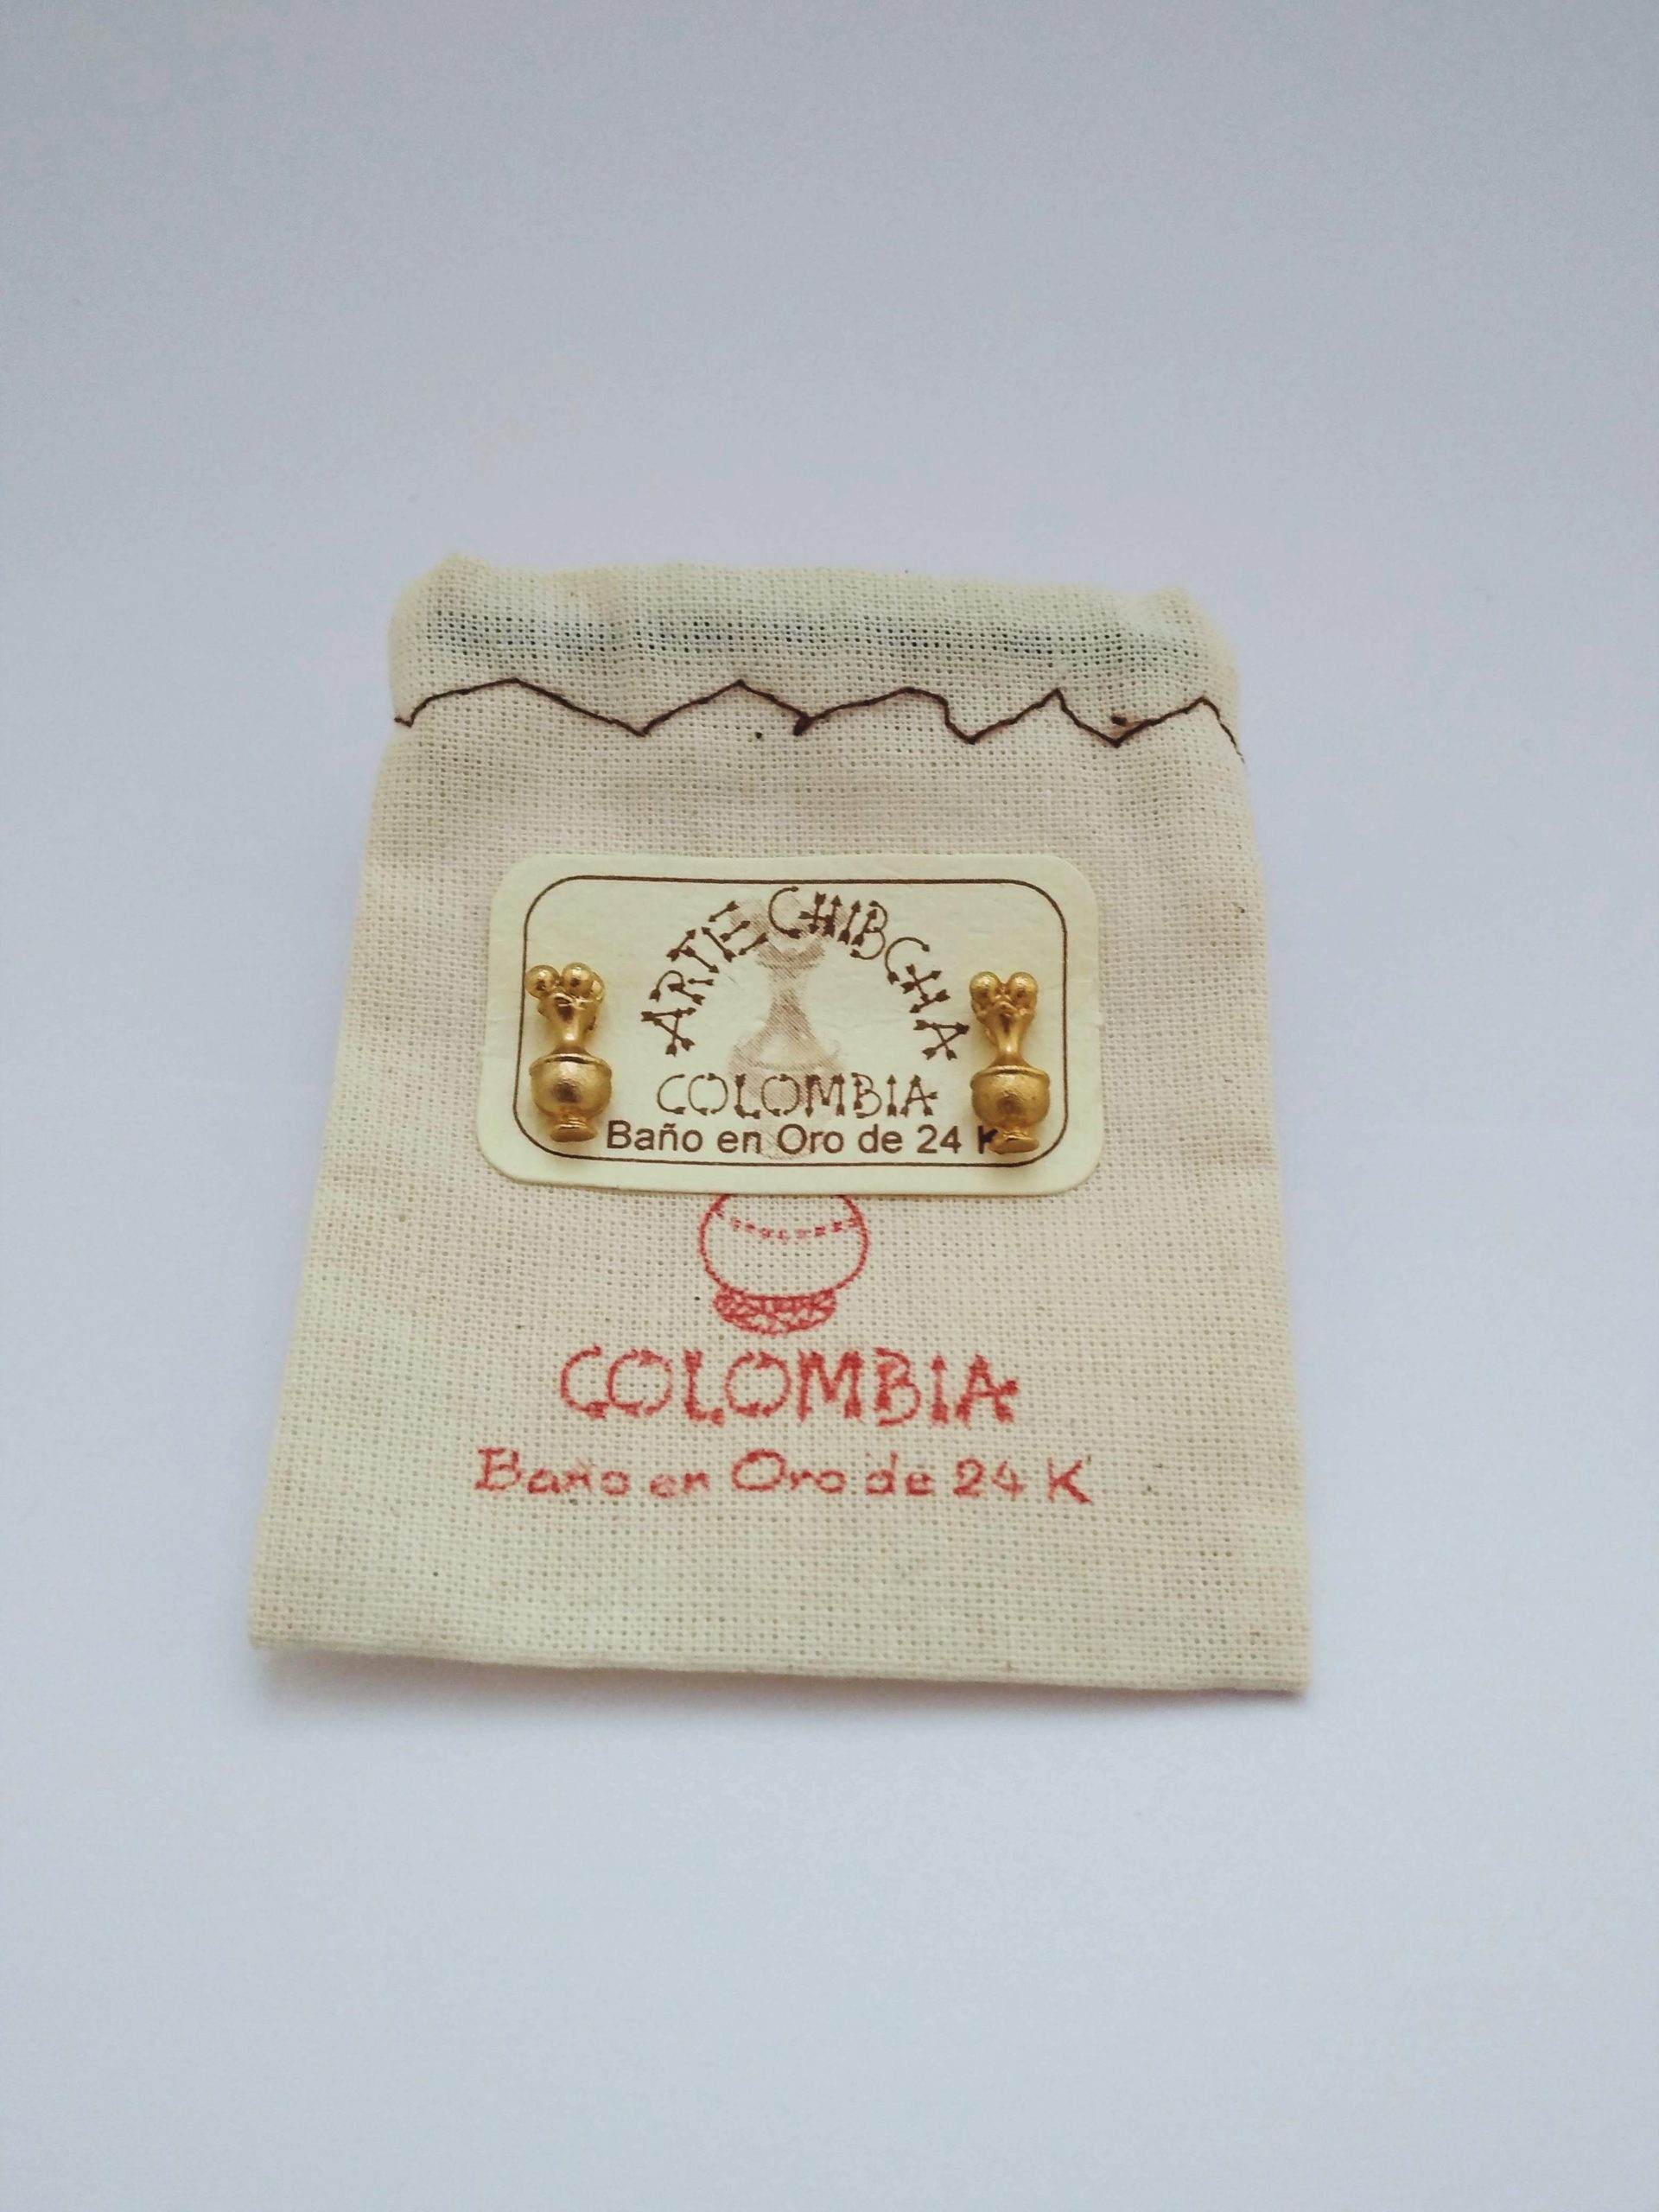 ARTE CHIBCHA
COLOMBIA
Baño en Oro de 24 K
COLOMBIA
Baño en Oro de 24 K